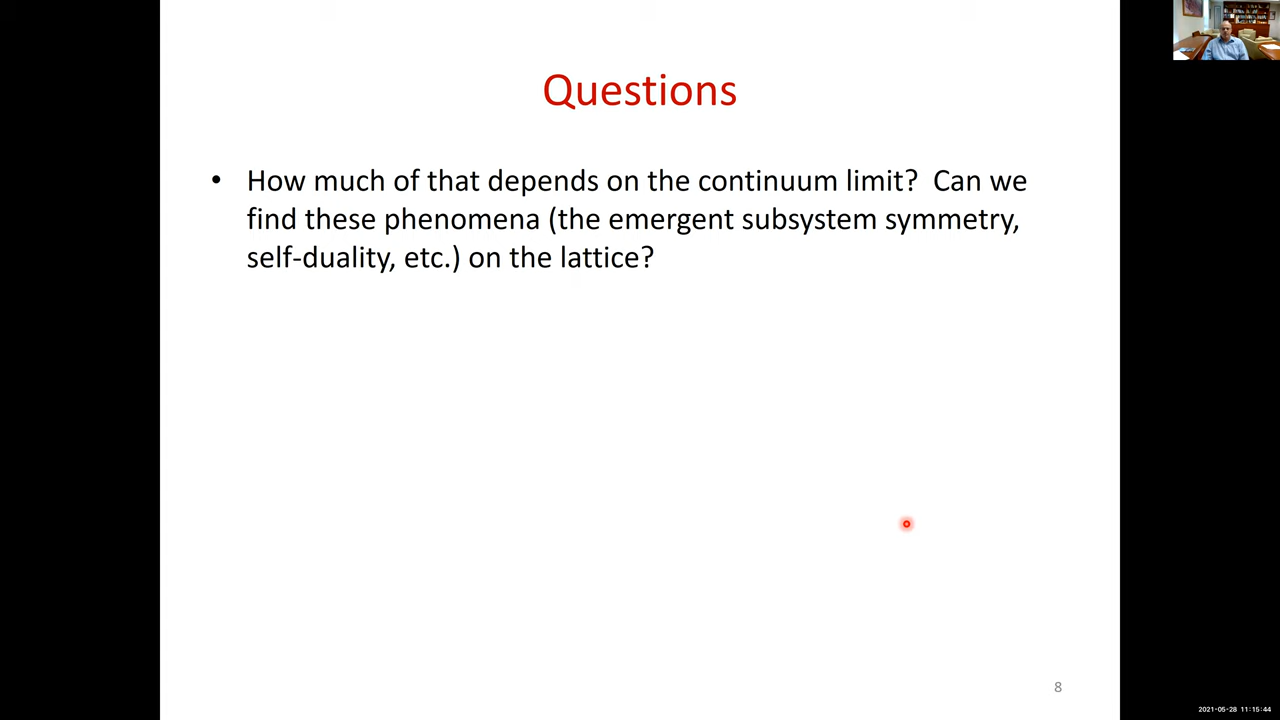 Questions
• How much of that depends on the continuum limit? Can we
find these phenomena (the emergent subsystem symmetry,
self-duality, etc.) on the lattice?
8
2021-05-28 11:15:44